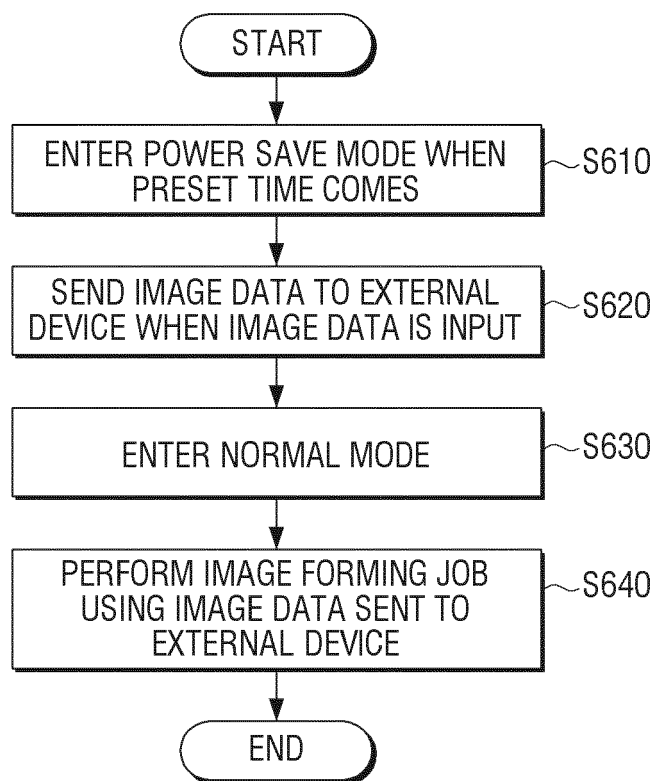 START
ENTER POWER SAVE MODE WHEN
PRESET TIME COMES
S610
SEND IMAGE DATA TO EXTERNAL
DEVICE WHEN IMAGE DATA IS INPUT
S620
ENTER NORMAL MODE
S630
PERFORM IMAGE FORMING JOB
USING IMAGE DATA SENT TO
EXTERNAL DEVICE
S640
END